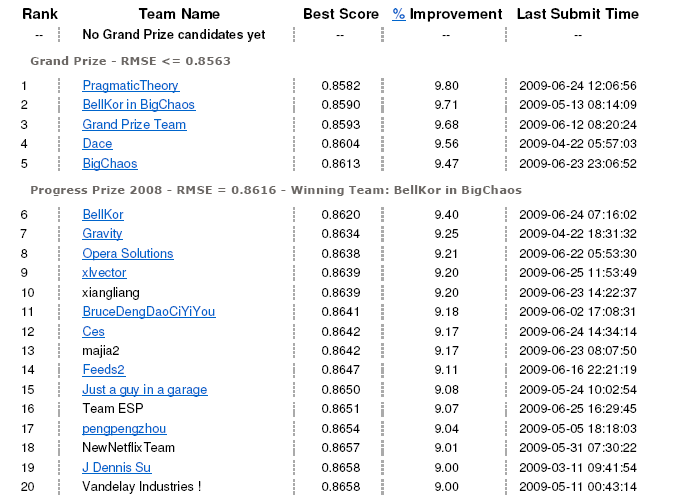 Rank Team Name Best Score % Improvement Last Submit Time
-- No Grand Prize candidates yet -- -- --
Grand Prize - RMSE <= 0.8563
1 PragmaticTheory 0.8582 9.80 2009-06-24 12:06:56
2 BellKor in BigChaos 0.8590 9.71 2009-05-13 08:14:09
3 Grand Prize Team 0.8593 9.68 2009-06-12 08:20:24
4 Dace 0.8604 9.56 2009-04-22 05:57:03
5 BigChaos 0.8613 9.47 2009-06-23 23:06:52
Progress Prize 2008 - RMSE = 0.8616 - Winning Team: BellKor in BigChaos
6 BellKor 0.8620 9.40 2009-06-24 07:16:02
7 Gravity 0.8634 9.25 2009-04-22 18:31:32
8 Opera Solutions 0.8638 9.21 2009-06-22 05:53:30
9 xlvector 0.8639 9.20 2009-06-25 11:53:49
10 xiangliang 0.8639 9.20 2009-06-23 14:22:37
11 BruceDengDaoCiYiYou 0.8641 9.18 2009-06-02 17:08:31
12 Ces 0.8642 9.17 2009-06-24 14:34:14
13 majia2 0.8642 9.17 2009-06-23 08:07:50
14 Feeds2 0.8647 9.11 2009-06-16 22:21:19
15 Just a guy in a garage 0.8650 9.08 2009-05-24 10:02:54
16 Team ESP 0.8651 9.07 2009-06-25 16:29:45
17 pengpengzhou 0.8654 9.04 2009-05-05 18:18:03
18 NewNetflixTeam 0.8657 9.01 2009-05-31 07:30:22
19 J Dennis Su 0.8658 9.00 2009-03-11 09:41:54
20 Vandelay Industries ! 0.8658 9.00 2009-05-11 00:43:14